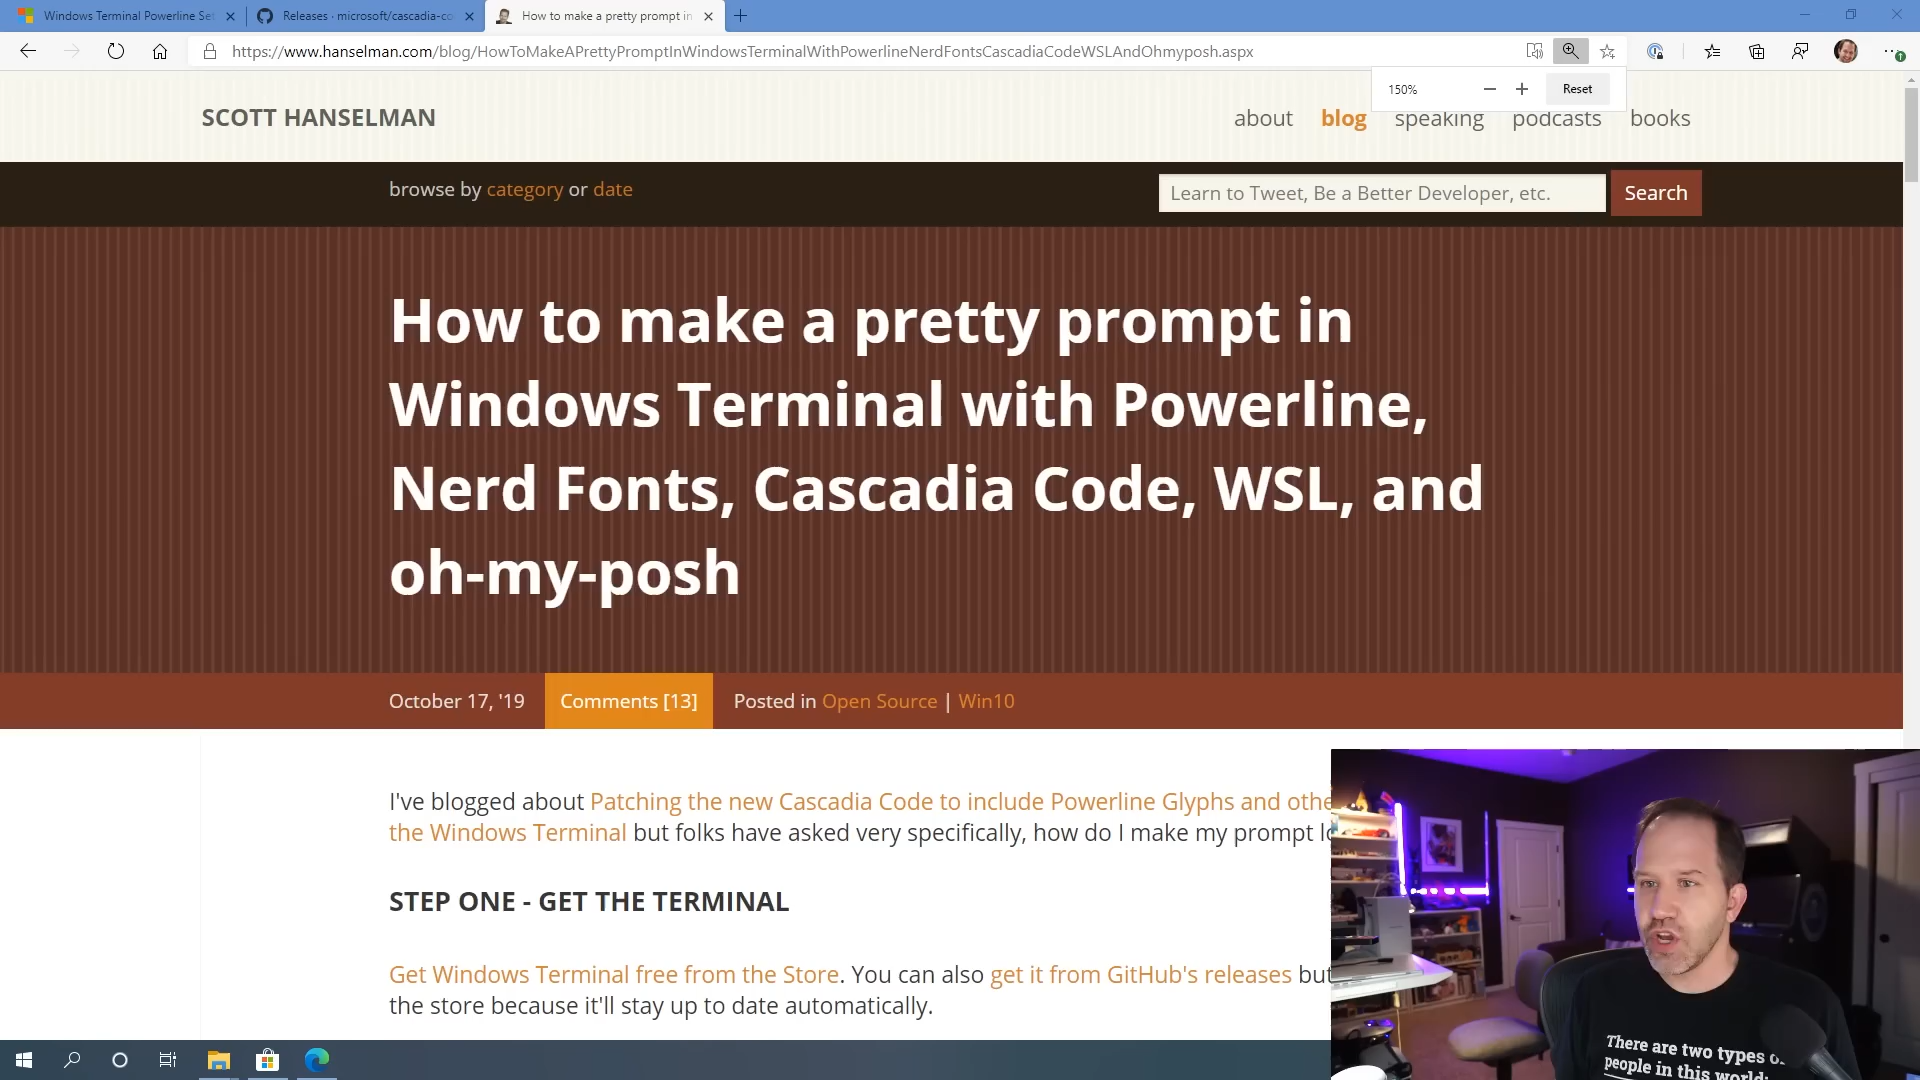 Windows Terminal Powerline Set
Releases · microsoft/cascadia-co
How to make a pretty prompt in
https://www.hanselman.com/blog/HowToMakeAPrettyPromptInWindowsTerminalWithPowerlineNerdFontsCascadiaCodeWSLAndOhmyposh.aspx
150%
Reset
SCOTT HANSELMAN
about blog speaking podcasts books
browse by category or date
Learn to Tweet, Be a Better Developer, etc.
Search
How to make a pretty prompt in
Windows Terminal with Powerline,
Nerd Fonts, Cascadia Code, WSL, and
oh-my-posh
October 17, '19
Comments [13]
Posted in Open Source | Win10
I've blogged about Patching the new Cascadia Code to include Powerline Glyphs and othe
the Windows Terminal but folks have asked very specifically, how do I make my prompt lo
STEP ONE - GET THE TERMINAL
Get Windows Terminal free from the Store. You can also get it from GitHub's releases but
the store because it'll stay up to date automatically.
There are two types o
people in this world: